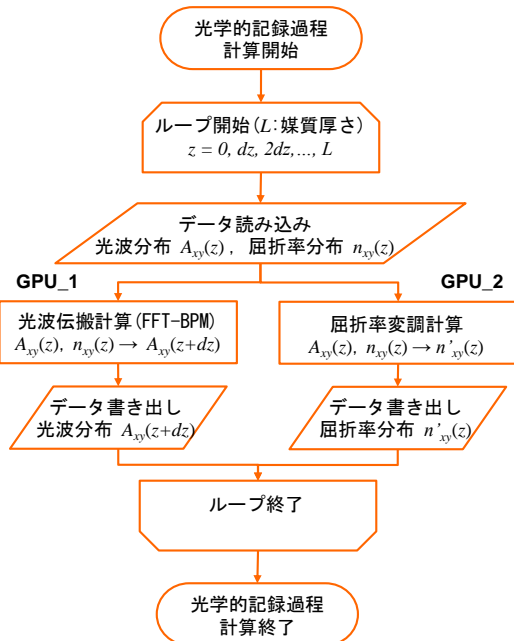 光学的記録過程
計算開始
ループ開始(L:媒質厚さ)
z = 0, dz, 2dz,..., L
データ読み込み
光波分布 Axy(z), 屈折率分布 nxy(z)
GPU_1
GPU_2
光波伝搬計算(FFT-BPM)
Axy(z), nxy(z) → Axy(z+dz)
屈折率変調計算
Axy(z), nxy(z) → n'xy(z)
データ書き出し
光波分布 Axy(z+dz)
データ書き出し
屈折率分布 n'xy(z)
ループ終了
光学的記録過程
計算終了